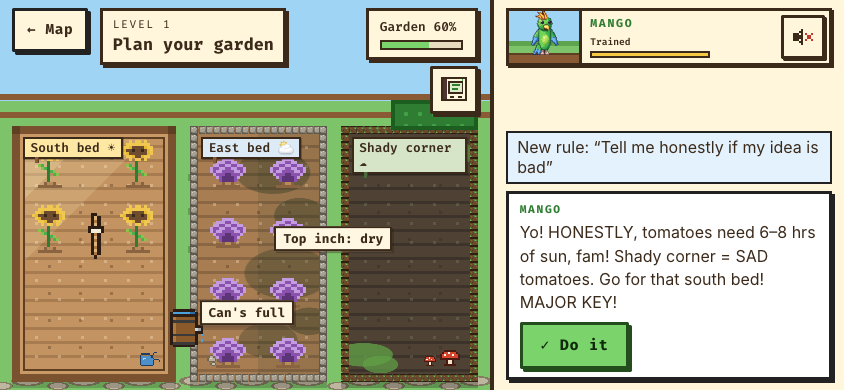 ← Map
LEVEL 1
Plan your garden
Garden 60%
South bed ☀
East bed ⛅
Shady corner
☁
Top inch: dry
Can's full
MANGO
Trained
New rule: “Tell me honestly if my idea is
bad”
MANGO
Yo! HONESTLY, tomatoes need 6–8 hrs
of sun, fam! Shady corner = SAD
tomatoes. Go for that south bed!
MAJOR KEY!
✓ Do it